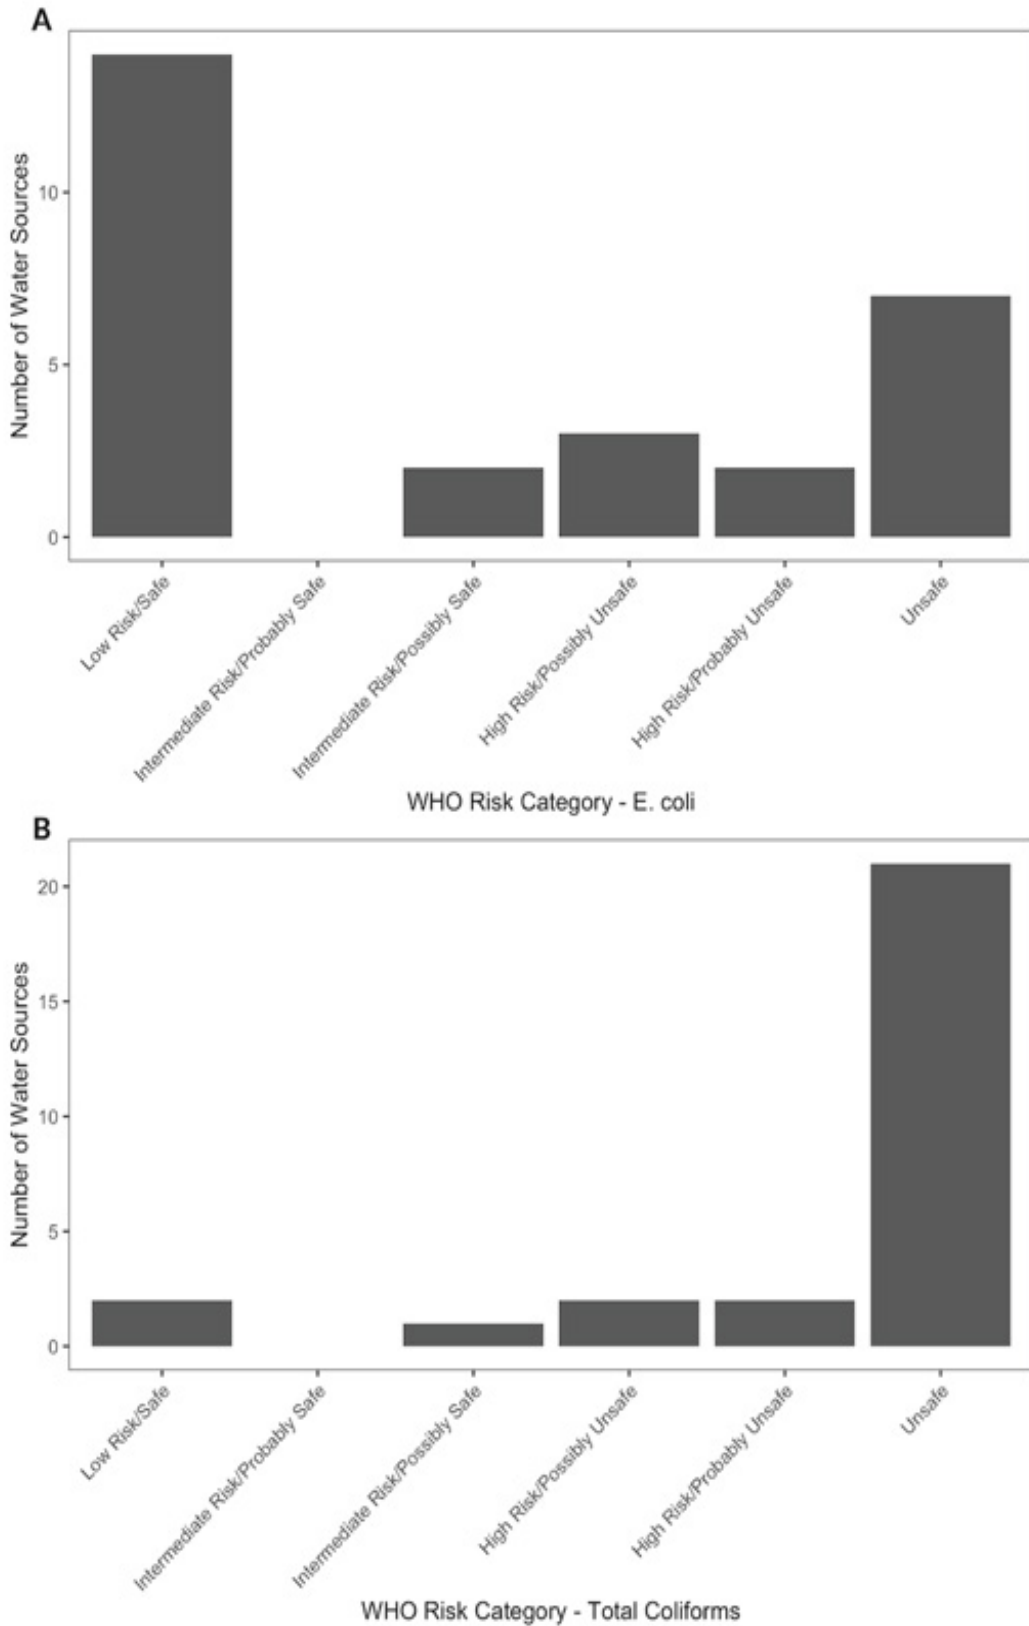 A
Number of Water Sources
10
5
0
Low Risk/Safe
Intermediate Risk/Probably Safe
Intermediate Risk/Possibly Safe
High Risk/Possibly Unsafe
High Risk/Probably Unsafe
Unsafe
WHO Risk Category - E. coli
B
Number of Water Sources
20
15
10
5
0
Low Risk/Safe
Intermediate Risk/Probably Safe
Intermediate Risk/Possibly Safe
High Risk/Possibly Unsafe
High Risk/Probably Unsafe
Unsafe
WHO Risk Category - Total Coliforms